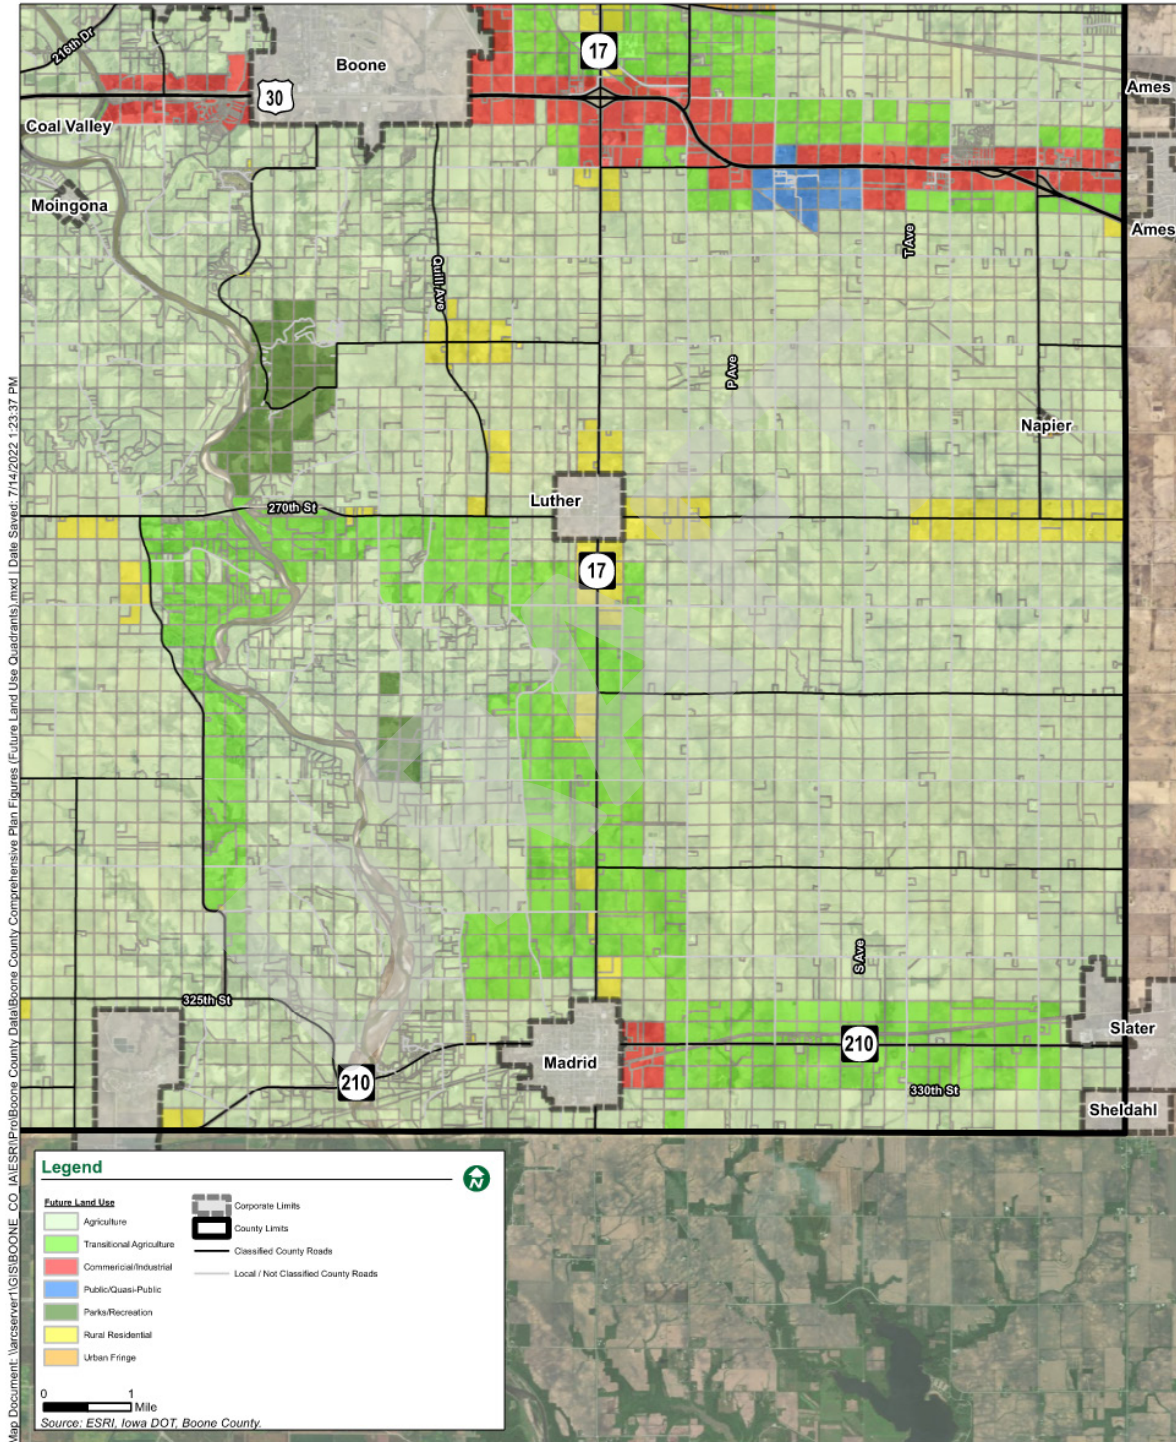 216th Dr
Boone
17
30
Ames
Coal Valley
Moingona
Ames
T Ave
Quill Ave
P Ave
Napier
Luther
270th St
17
S Ave
325th St
Slater
210
Madrid
210
330th St
Sheldahl
Map Document: \\arcserver1\GIS\BOONE_CO_IA\ESRI\Pro\Boone County Data\Boone County Comprehensive Plan Figures (Future Land Use Quadrants).mxd | Date Saved: 7/14/2022 1:23:37 PM
Legend
N
Future Land Use
Agriculture
Transitional Agriculture
Commericial/Industrial
Public/Quasi-Public
Parks/Recreation
Rural Residential
Urban Fringe
Corporate Limits
County Limits
Classified County Roads
Local / Not Classified County Roads
0 1
Mile
Source: ESRI, Iowa DOT, Boone County.